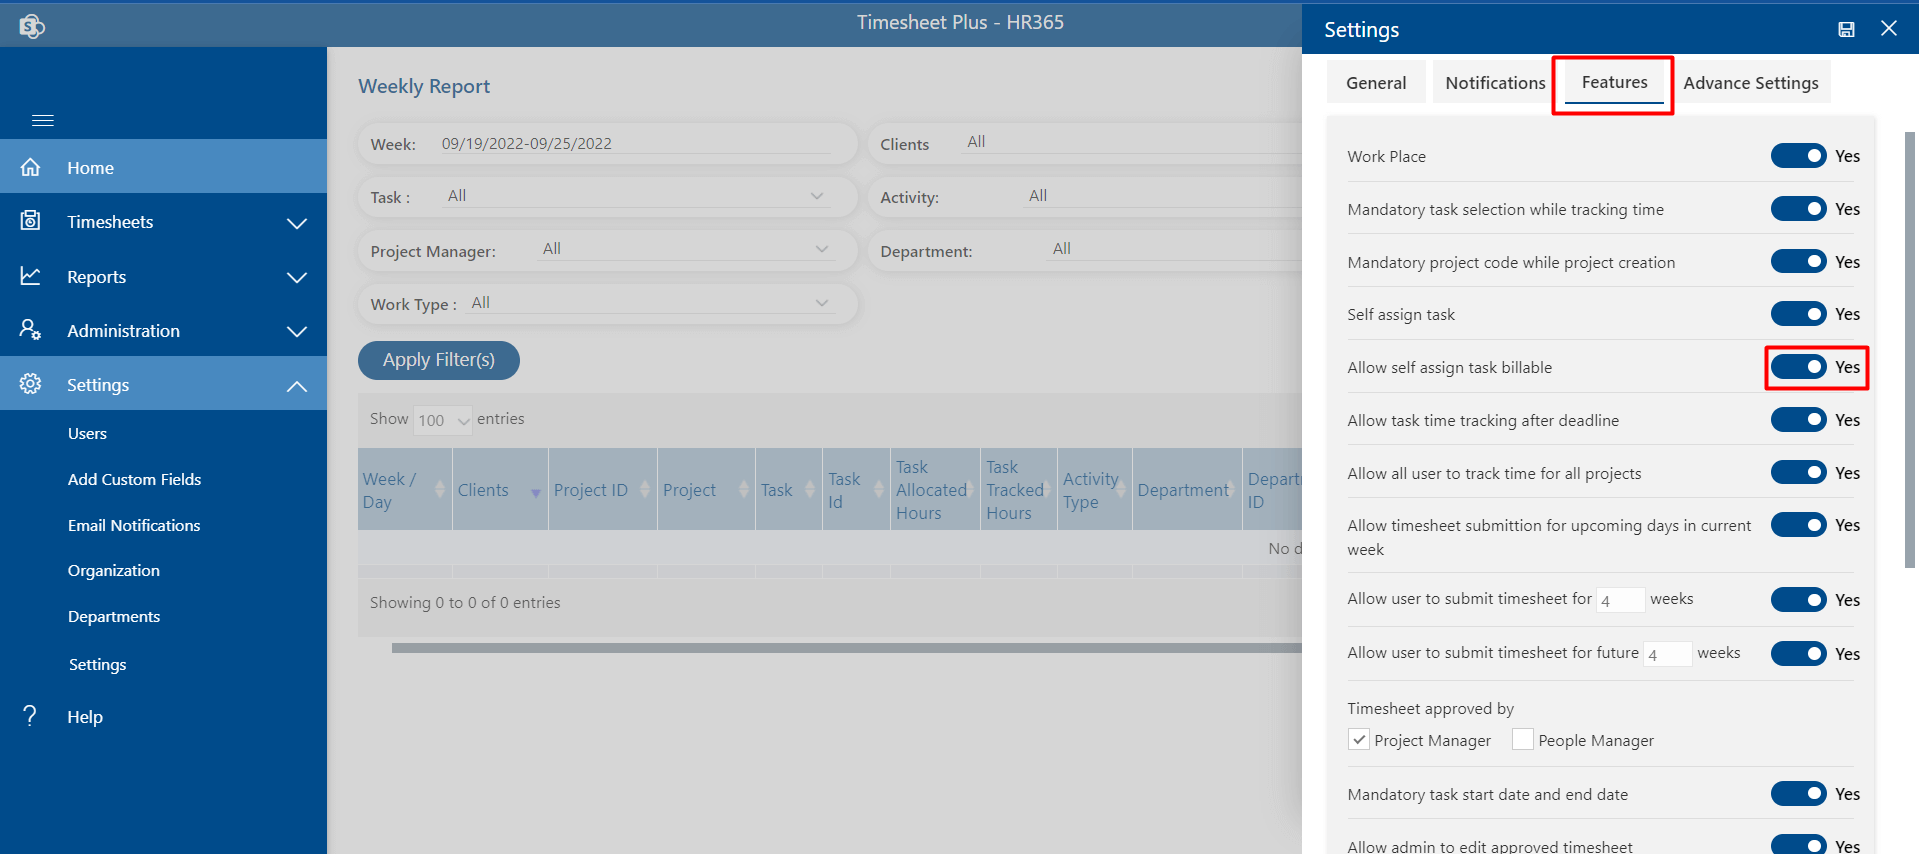 S
Timesheet Plus - HR365
Home
Timesheets
Reports
Administration
Settings
Users
Add Custom Fields
Email Notifications
Organization
Departments
Settings
? Help
Weekly Report
Week: 09/19/2022-09/25/2022
Clients All
Task : All
Activity: All
Project Manager: All
Department: All
Work Type : All
Apply Filter(s)
Show 100 entries
Week / Day
Clients
Project ID
Project
Task
Task Id
Task Allocated Hours
Task Tracked Hours
Activity Type
Department
Depart ID
No d
Showing 0 to 0 of 0 entries
Settings
General Notifications Features Advance Settings
Work Place Yes
Mandatory task selection while tracking time Yes
Mandatory project code while project creation Yes
Self assign task Yes
Allow self assign task billable Yes
Allow task time tracking after deadline Yes
Allow all user to track time for all projects Yes
Allow timesheet submittion for upcoming days in current Yes
week
Allow user to submit timesheet for 4 weeks Yes
Allow user to submit timesheet for future 4 weeks Yes
Timesheet approved by
Project Manager People Manager
Mandatory task start date and end date Yes
Allow admin to edit approved timesheet Yes